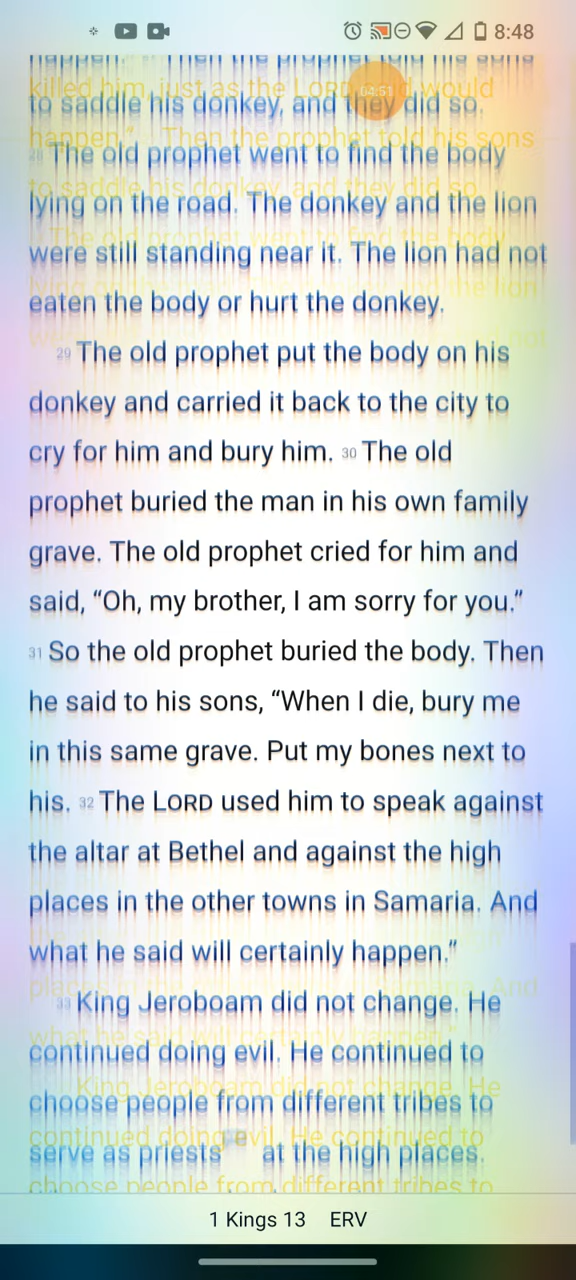 8:48
04:51
to saddle his donkey, and they did so.
28 The old prophet went to find the body
lying on the road. The donkey and the lion
were still standing near it. The lion had not
eaten the body or hurt the donkey.
29 The old prophet put the body on his
donkey and carried it back to the city to
cry for him and bury him. 30 The old
prophet buried the man in his own family
grave. The old prophet cried for him and
said, “Oh, my brother, I am sorry for you.”
31 So the old prophet buried the body. Then
he said to his sons, “When I die, bury me
in this same grave. Put my bones next to
his. 32 The LORD used him to speak against
the altar at Bethel and against the high
places in the other towns in Samaria. And
what he said will certainly happen.”
33 King Jeroboam did not change. He
continued doing evil. He continued to
choose people from different tribes to
serve as priests at the high places.
1 Kings 13 ERV